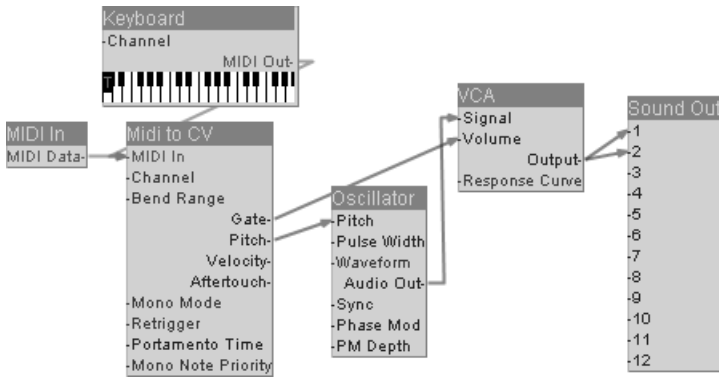 Keyboard
-Channel
MIDI Out-
T
MIDI In
MIDI Data-
Midi to CV
-MIDI In
-Channel
-Bend Range
Gate-
Pitch-
Velocity-
Aftertouch-
-Mono Mode
-Retrigger
-Portamento Time
-Mono Note Priority
Oscillator
-Pitch
-Pulse Width
-Waveform
Audio Out-
-Sync
-Phase Mod
-PM Depth
VCA
-Signal
-Volume
Output-
-Response Curve
Sound Out
-1
-2
-3
-4
-5
-6
-7
-8
-9
-10
-11
-12